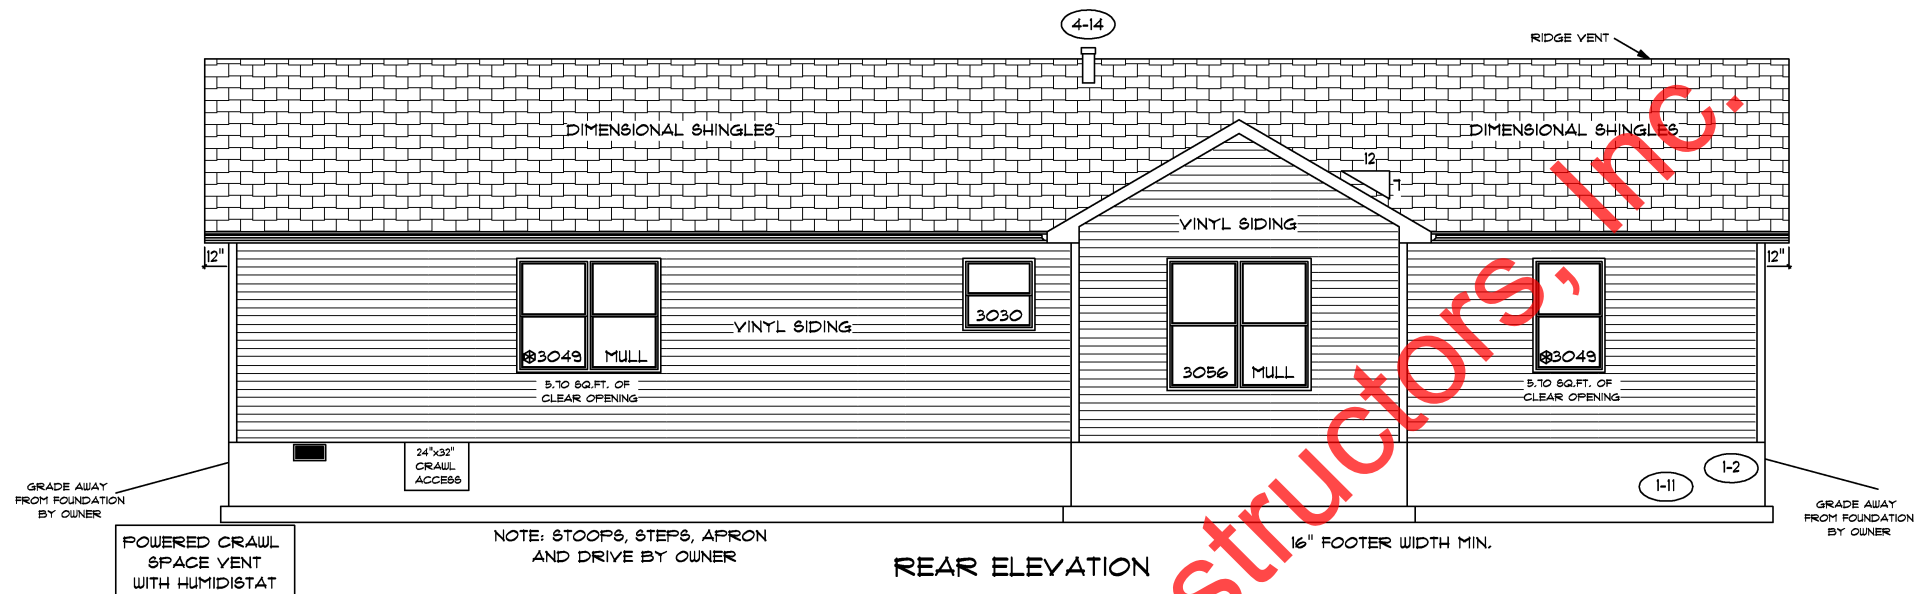 4-14
RIDGE VENT
DIMENSIONAL SHINGLES
DIMENSIONAL SHINGLES
12
7
VINYL SIDING
12"
12"
3030
VINYL SIDING
3049 MULL
3056 MULL
3049
5.70 SQ.FT. OF
CLEAR OPENING
5.70 SQ.FT. OF
CLEAR OPENING
24"x32"
CRAWL
ACCESS
1-2
1-11
GRADE AWAY
FROM FOUNDATION
BY OWNER
GRADE AWAY
FROM FOUNDATION
BY OWNER
POWERED CRAWL
SPACE VENT
WITH HUMIDISTAT
NOTE: STOOPS, STEPS, APRON
AND DRIVE BY OWNER
REAR ELEVATION
16" FOOTER WIDTH MIN.
structors, Inc.